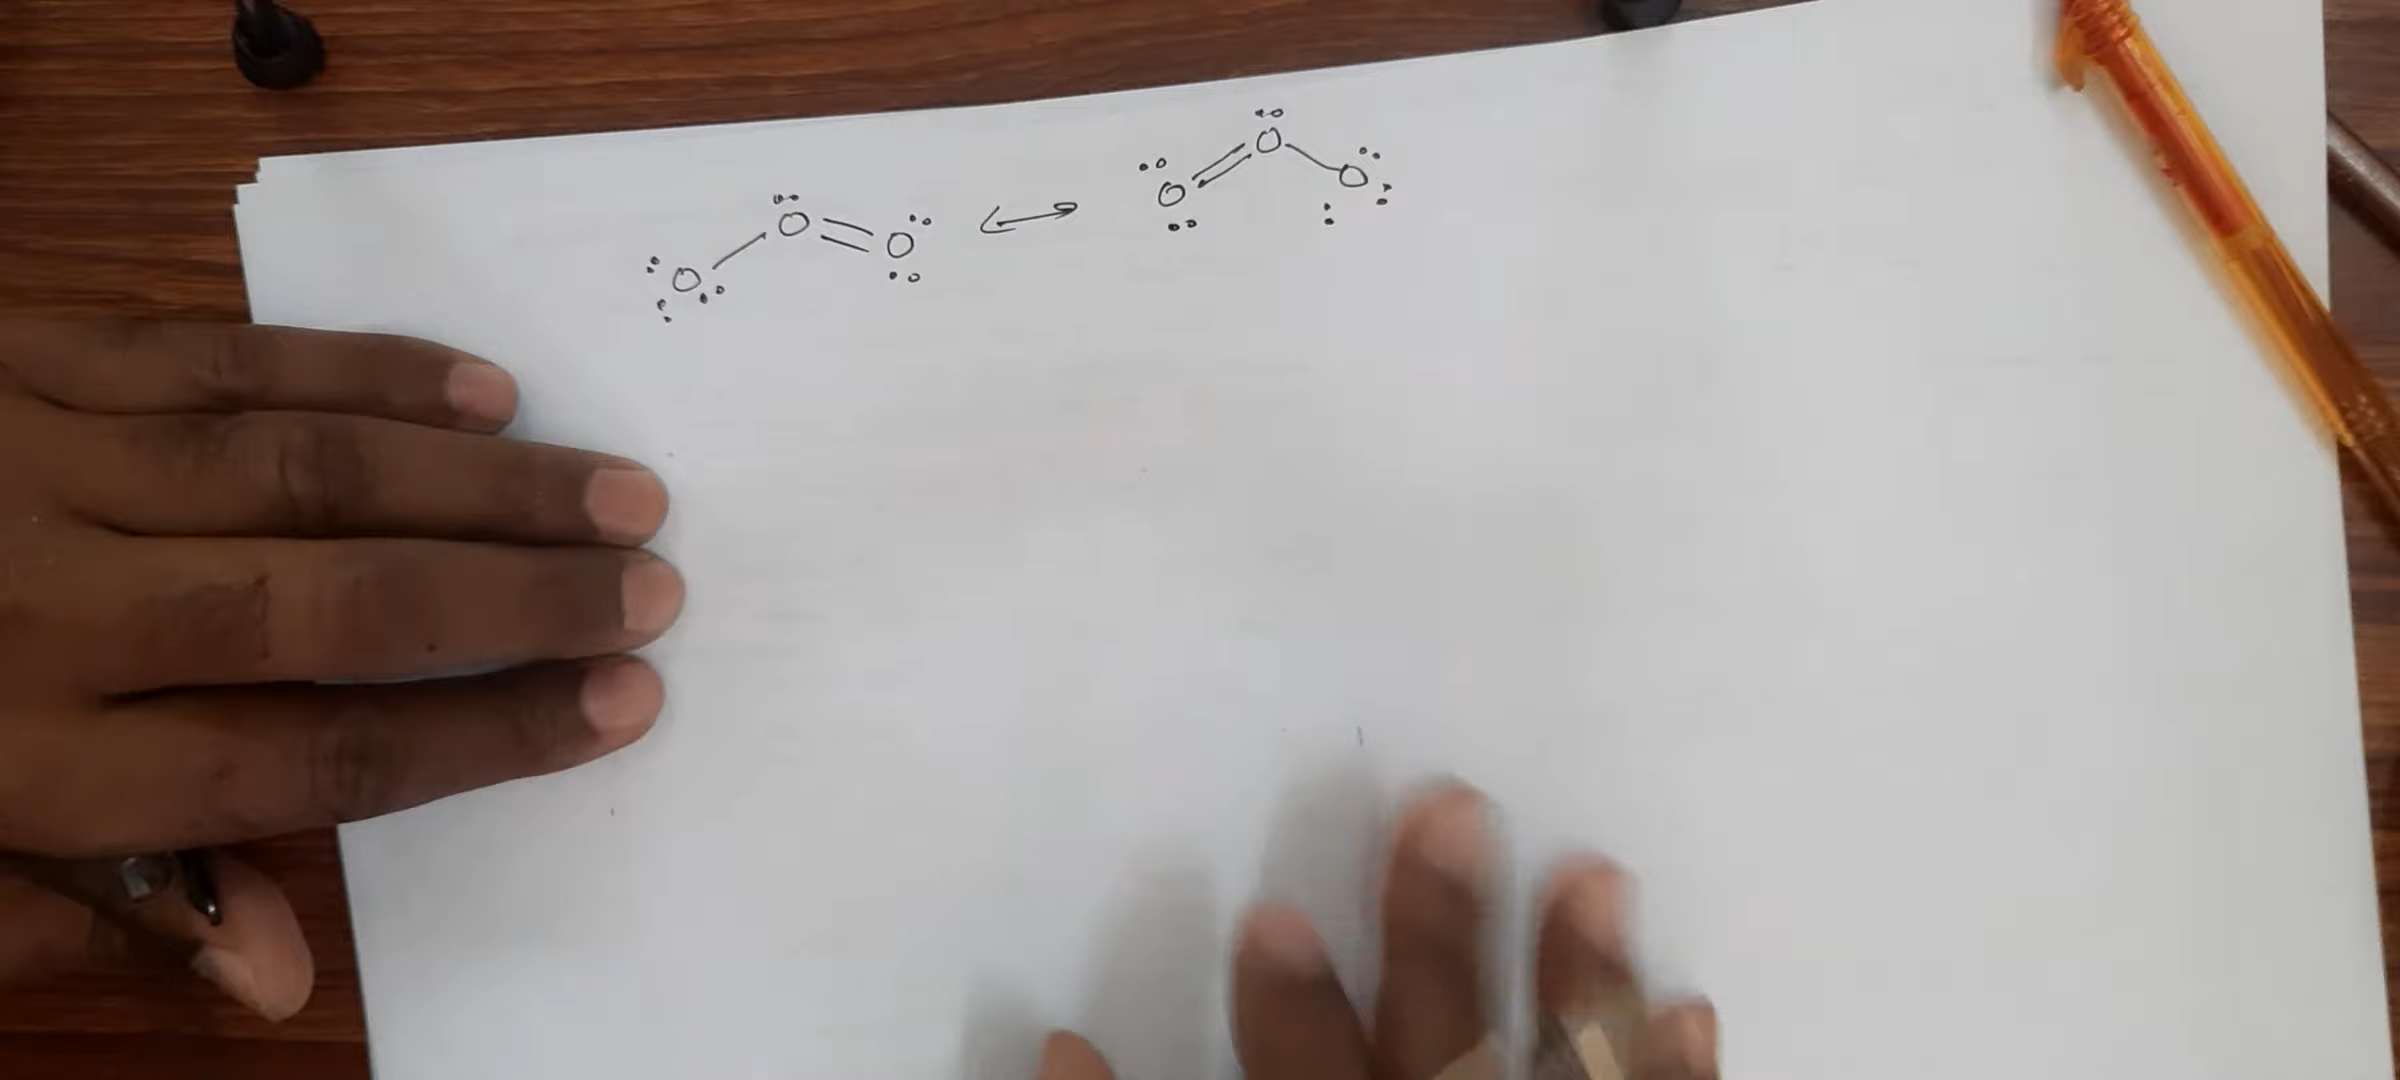 O — O = O ⟷ O = O — O